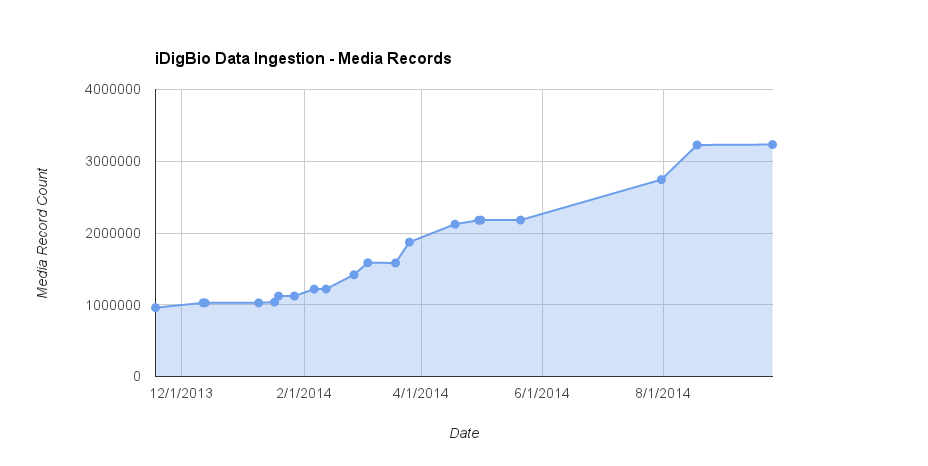 iDigBio Data Ingestion - Media Records
4000000
3000000
2000000
1000000
0
Media Record Count
12/1/2013 2/1/2014 4/1/2014 6/1/2014 8/1/2014
Date